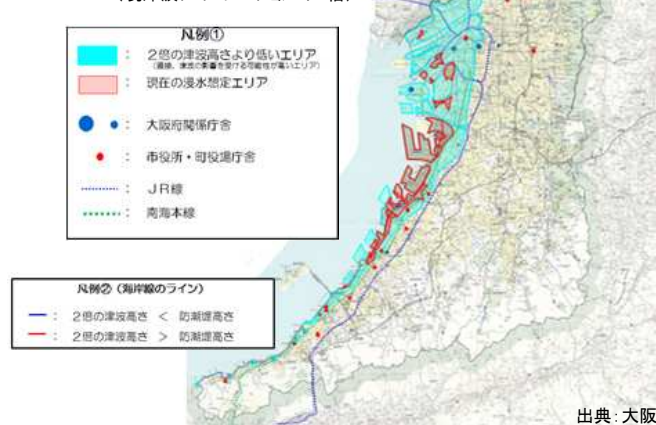 凡例①
： ２倍の津波高さより低いエリア
（直接、津波の影響を受ける可能性が高いエリア）
： 現在の浸水想定エリア
： 大阪府関係庁舎
： 市役所・町役場庁舎
： ＪＲ線
： 南海本線
凡例②（海岸線のライン）
： ２倍の津波高さ ＜ 防潮堤高さ
： ２倍の津波高さ ＞ 防潮堤高さ
出典：大阪